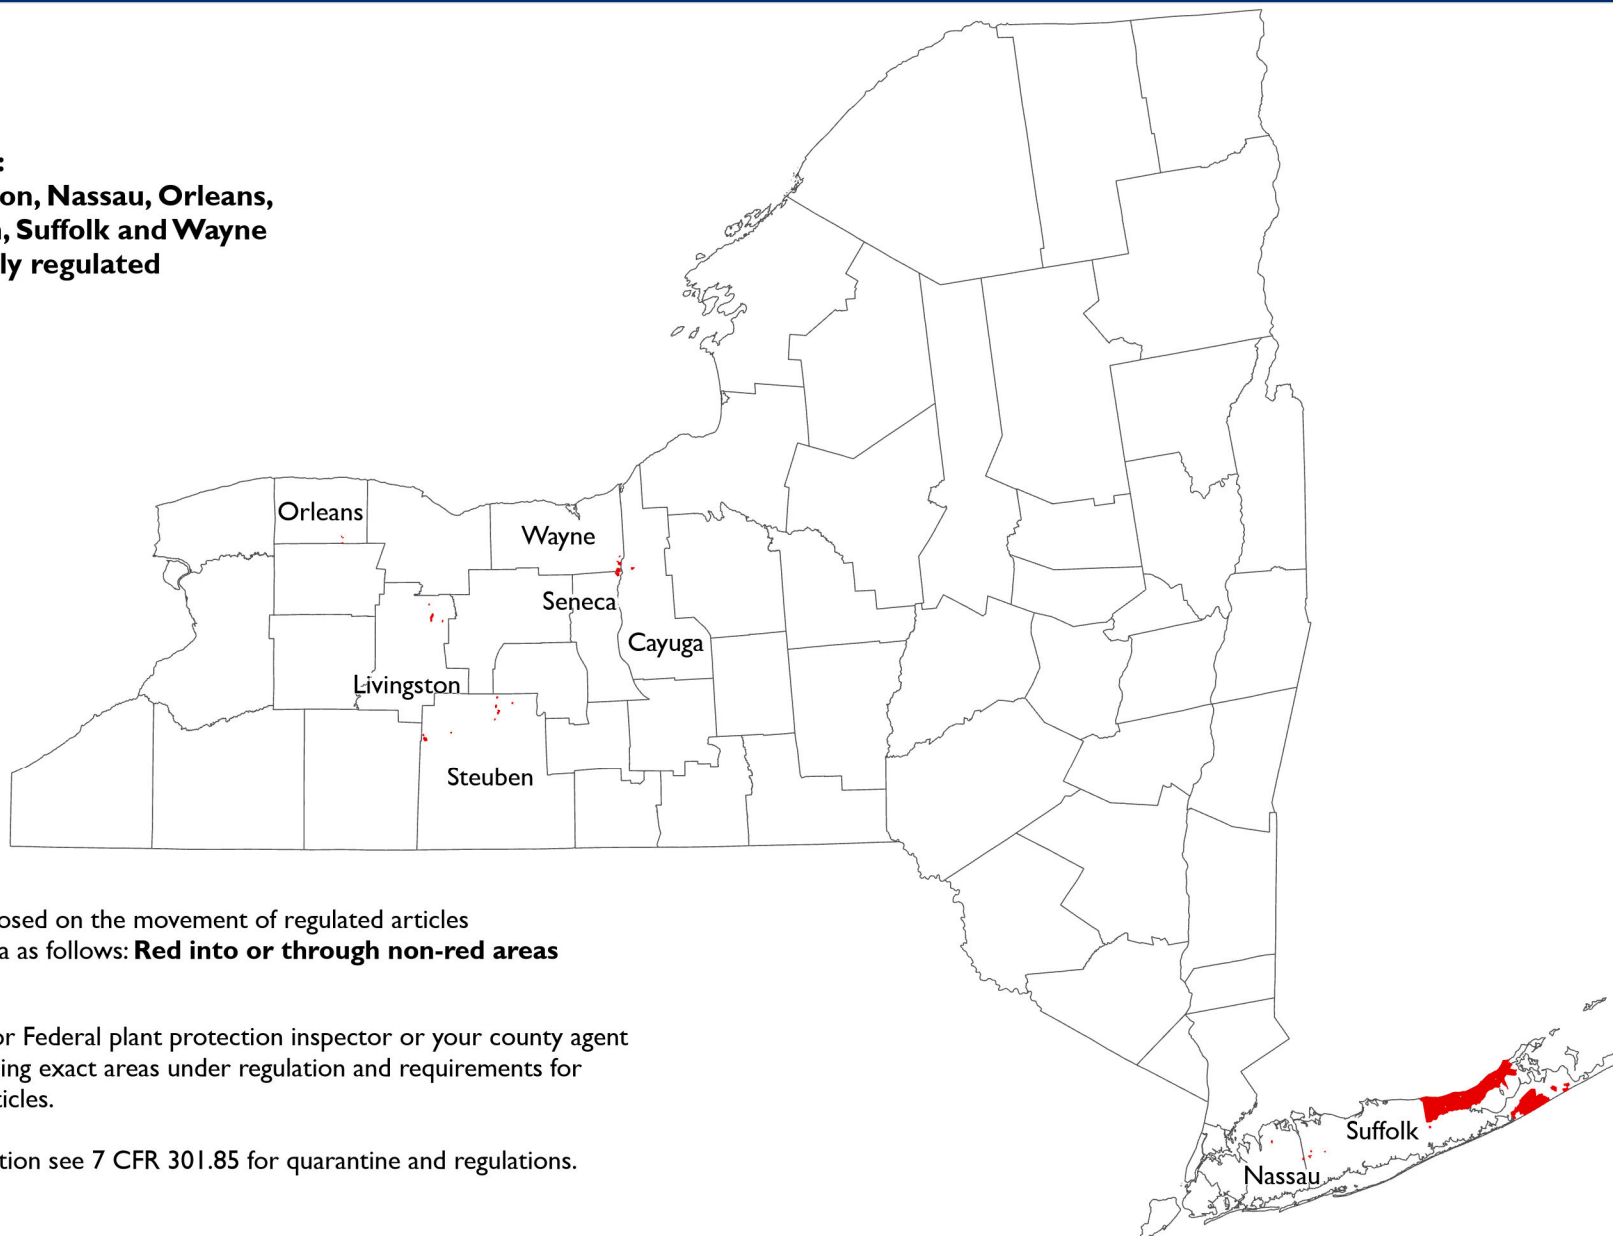 :
on, Nassau, Orleans,
, Suffolk and Wayne
ly regulated
Orleans
Wayne
Seneca
Cayuga
Livingston
Steuben
osed on the movement of regulated articles
a as follows: Red into or through non-red areas
or Federal plant protection inspector or your county agent
ing exact areas under regulation and requirements for
ticles.
Suffolk
tion see 7 CFR 301.85 for quarantine and regulations.
Nassau